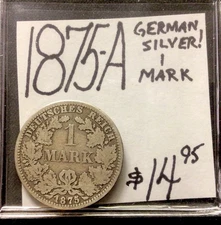 1875-A
GERMAN
SILVER!
1
MARK
DEUTSCHES REICH
1
MARK
1875
$14.95